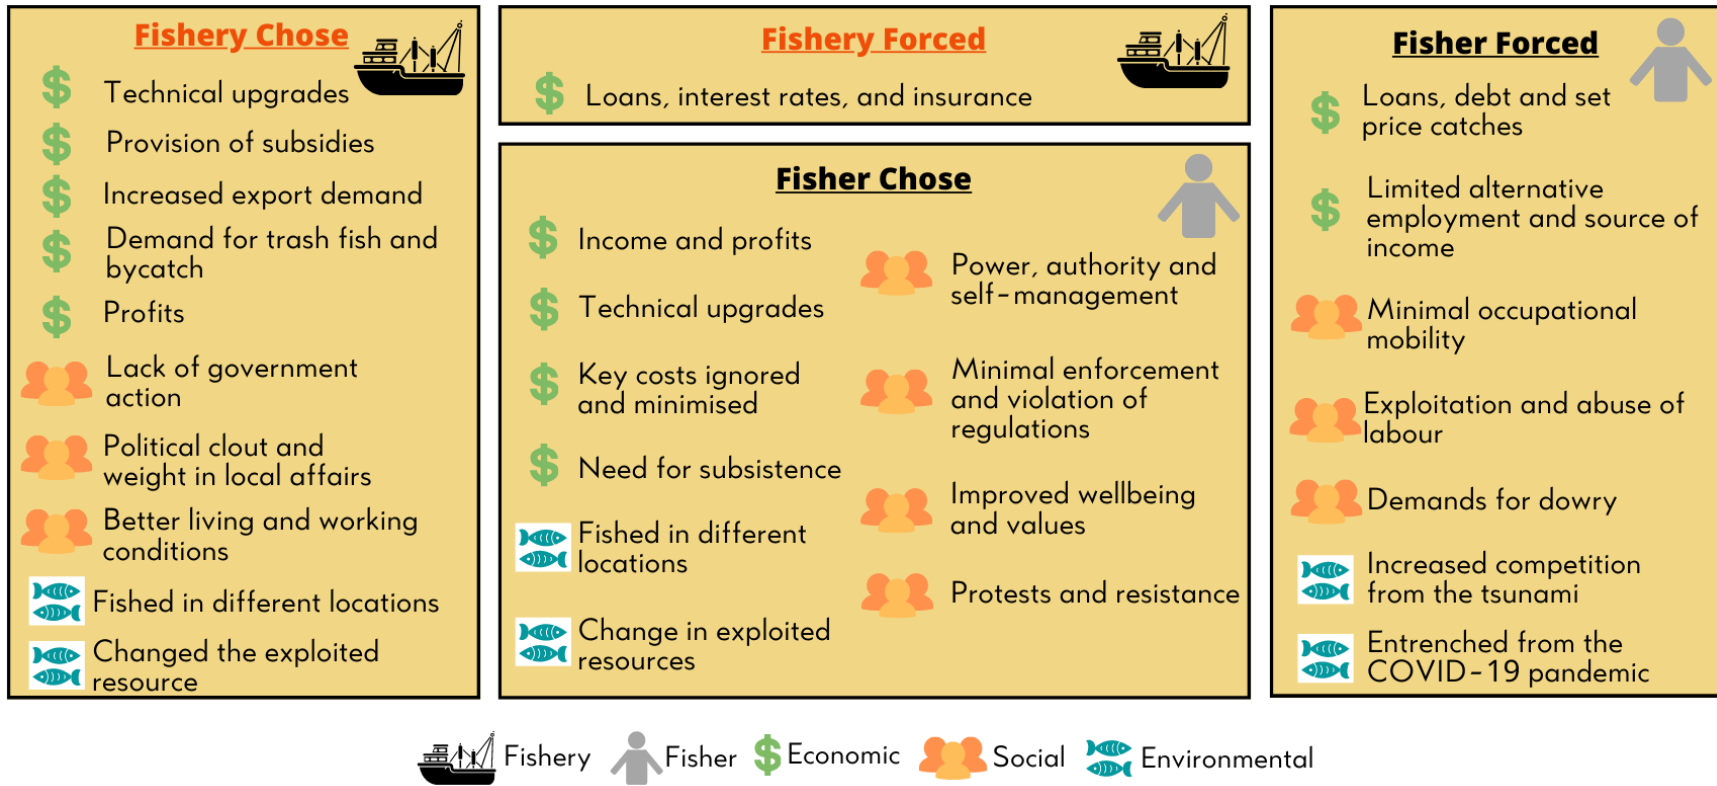 Fishery Chose
Technical upgrades
Provision of subsidies
Increased export demand
Demand for trash fish and
bycatch
Profits
Lack of government
action
Political clout and
weight in local affairs
Better living and working
conditions
Fished in different locations
Changed the exploited
resource
Fishery Forced
Loans, interest rates, and insurance
Fisher Chose
Income and profits
Technical upgrades
Key costs ignored
and minimised
Need for subsistence
Fished in different
locations
Change in exploited
resources
Power, authority and
self-management
Minimal enforcement
and violation of
regulations
Improved wellbeing
and values
Protests and resistance
Fisher Forced
Loans, debt and set
price catches
Limited alternative
employment and source of
income
Minimal occupational
mobility
Exploitation and abuse of
labour
Demands for dowry
Increased competition
from the tsunami
Entrenched from the
COVID-19 pandemic
Fishery
Fisher
Economic
Social
Environmental